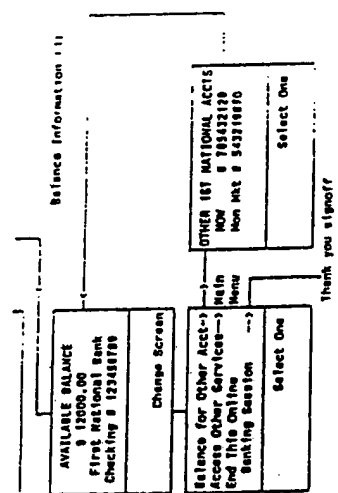 Balance Information (1)
AVAILABLE BALANCE
$ 12000.00
First National Bank
Checking # 123456789
Change Screen
Balance for Other Acct->
Access Other Services-->
End This Online
Banking Session -->
Select One
Main
Menu
OTHER 1ST NATIONAL ACCTS
NOW # 765432120
Mon Mkt # 543219870
Select One
Thank you signoff